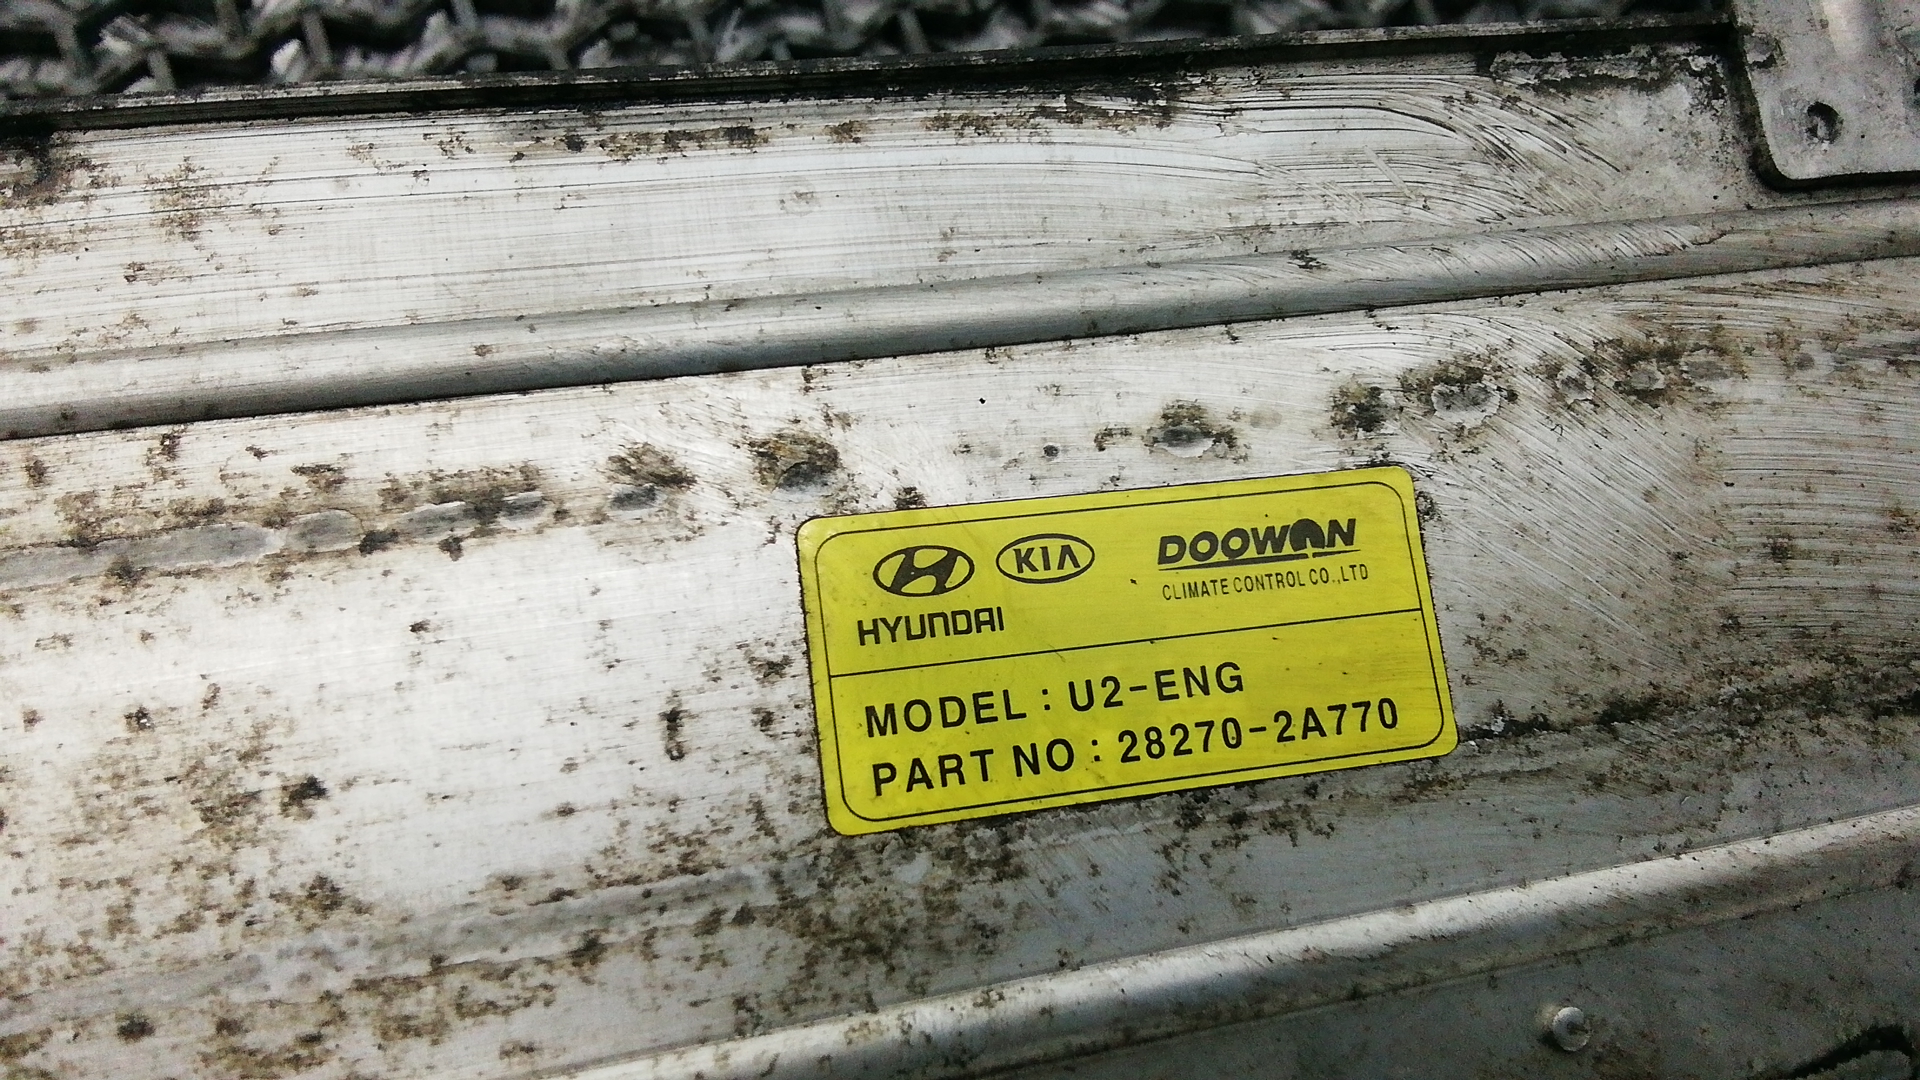 KIA
DOOWON
CLIMATE CONTROL CO.,LTD
HYUNDAI
MODEL : U2-ENG
PART NO : 28270-2A770